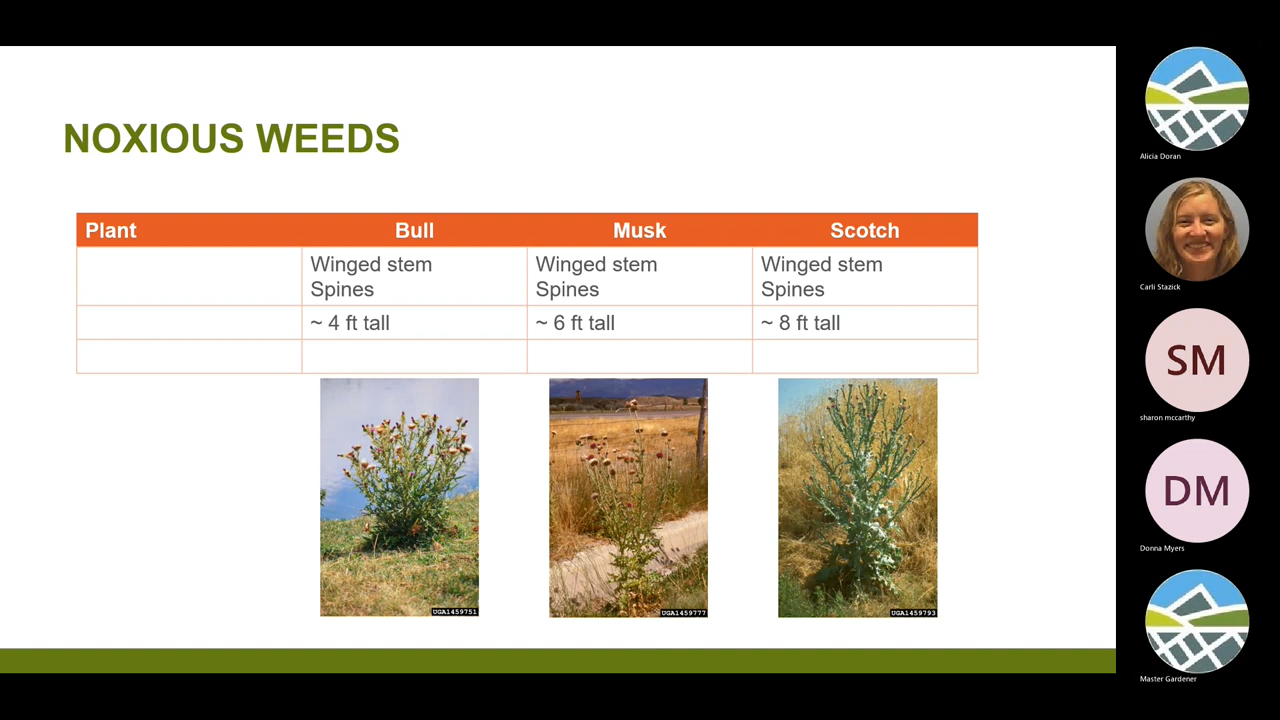 NOXIOUS WEEDS
Plant Bull Musk Scotch
Winged stem Winged stem Winged stem
Spines Spines Spines
~ 4 ft tall ~ 6 ft tall ~ 8 ft tall
UGA1459751 UGA1459777 UGA1459793
Alicia Doran
Carli Stazick
SM
sharon mccarthy
DM
Donna Myers
Master Gardener